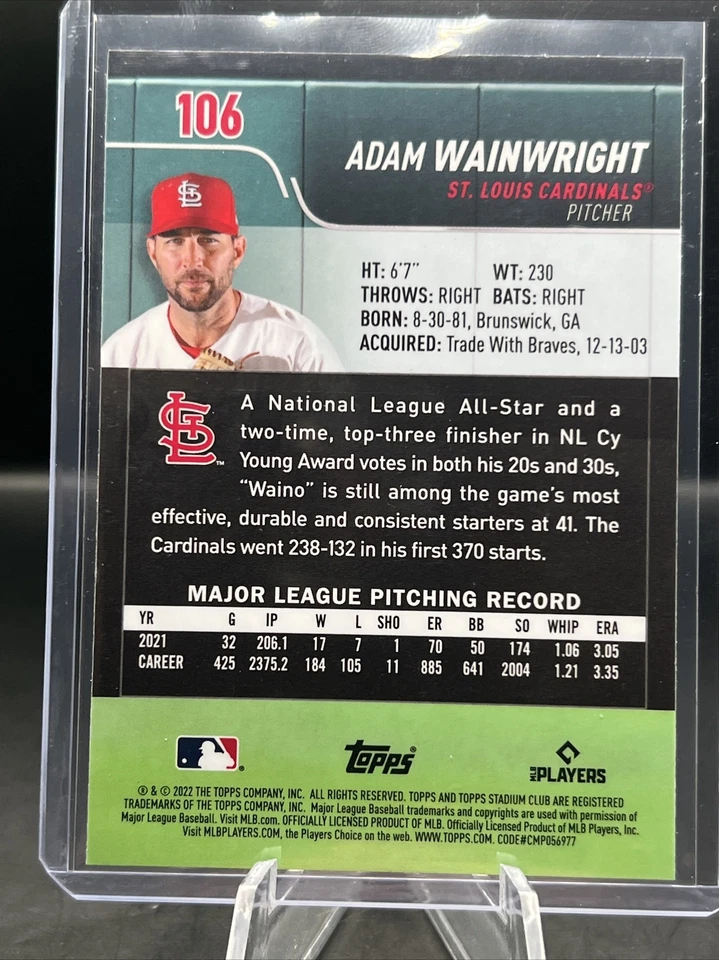 106
ADAM WAINWRIGHT
ST. LOUIS CARDINALS®
PITCHER
HT: 6'7" WT: 230
THROWS: RIGHT BATS: RIGHT
BORN: 8-30-81, Brunswick, GA
ACQUIRED: Trade With Braves, 12-13-03
STL
STL™
A National League All-Star and a
two-time, top-three finisher in NL Cy
Young Award votes in both his 20s and 30s,
“Waino” is still among the game's most
effective, durable and consistent starters at 41. The
Cardinals went 238-132 in his first 370 starts.
MAJOR LEAGUE PITCHING RECORD
YR G IP W L SHO ER BB SO WHIP ERA
2021 32 206.1 17 7 1 70 50 174 1.06 3.05
CAREER 425 2375.2 184 105 11 885 641 2004 1.21 3.35
topps®
MLB PLAYERS
® & © 2022 THE TOPPS COMPANY, INC. ALL RIGHTS RESERVED. TOPPS AND TOPPS STADIUM CLUB ARE REGISTERED
TRADEMARKS OF THE TOPPS COMPANY, INC. Major League Baseball trademarks and copyrights are used with permission of
Major League Baseball. Visit MLB.com. OFFICIALLY LICENSED PRODUCT OF MLB. Officially Licensed Product of MLB Players, Inc.
Visit MLBPLAYERS.COM, the Players Choice on the web. WWW.TOPPS.COM. CODE#CMP056977